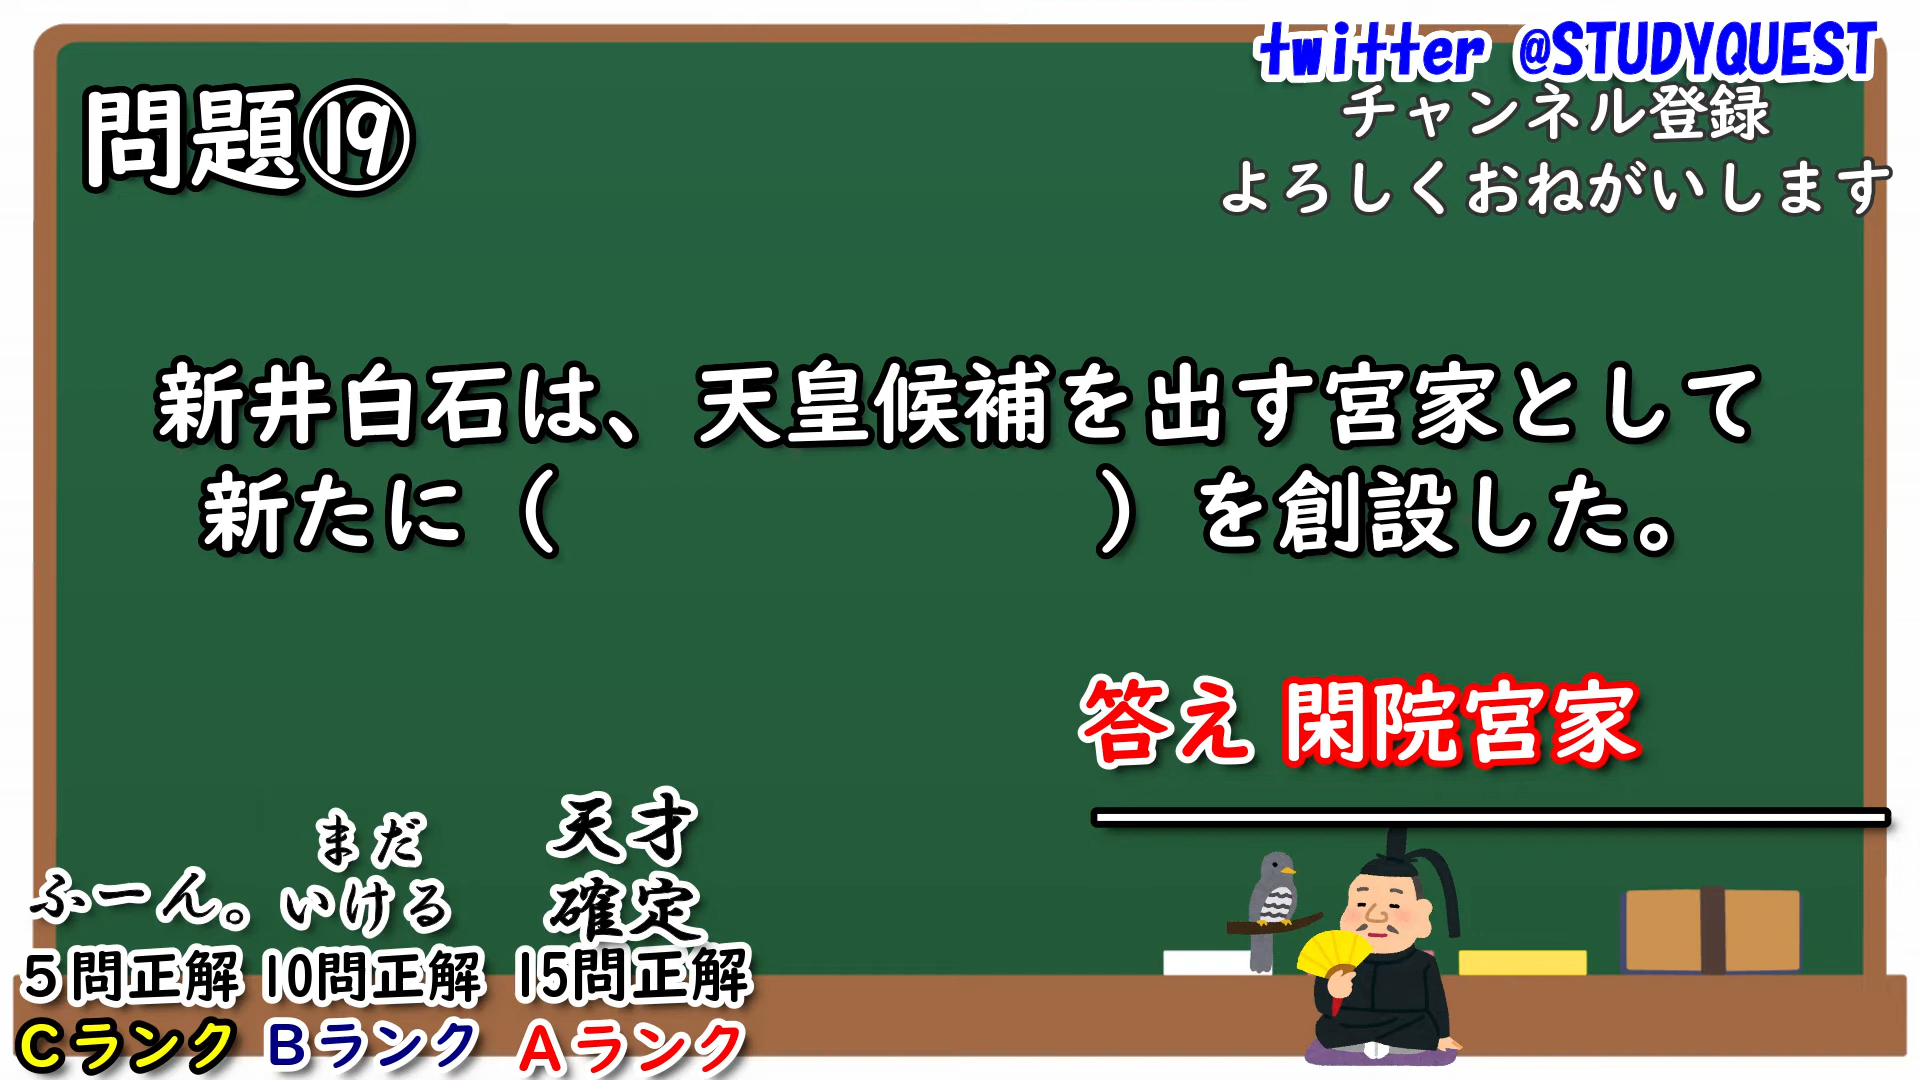 twitter @STUDYQUEST
チャンネル登録
よろしくおねがいします
問題⑲
新井白石は、天皇候補を出す宮家として
新たに（　　　　　　）を創設した。
答え 閑院宮家
ふーん。
5問正解
Cランク
まだ
いける
10問正解
Bランク
天才
確定
15問正解
Aランク